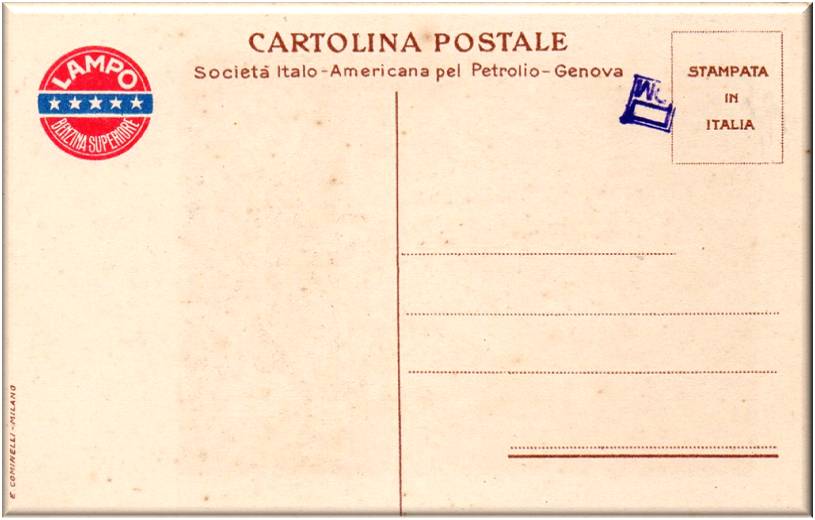 CARTOLINA POSTALE
Società Italo-Americana pel Petrolio-Genova
LAMPO
BENZINA SUPERIORE
STAMPATA
IN
ITALIA
E. COMINELLI-MILANO